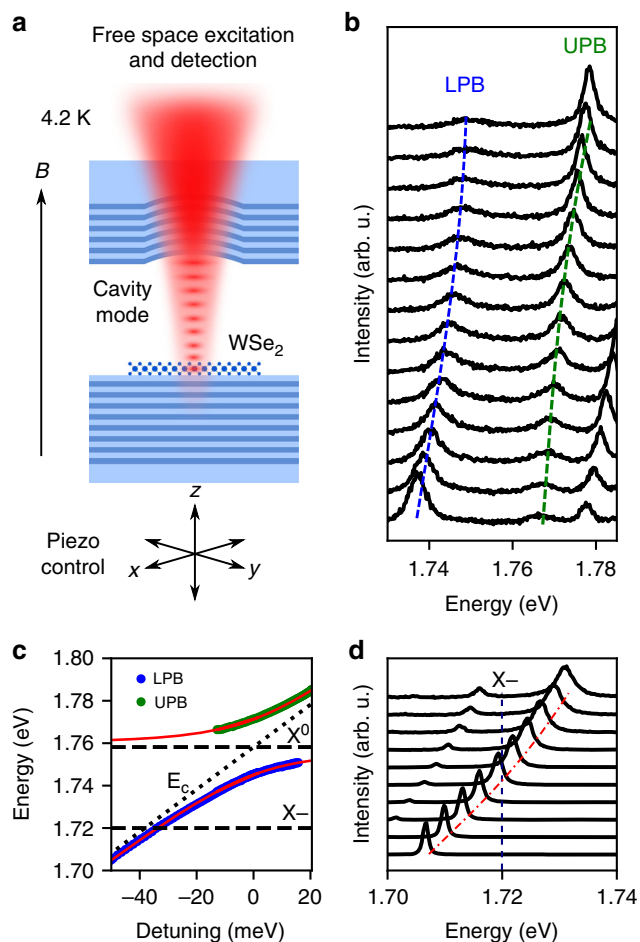 a
Free space excitation
and detection
4.2 K
B
Cavity
mode
WSe₂
z
Piezo
control
x
y
b
LPB
UPB
Intensity (arb. u.)
1.74
1.76
1.78
Energy (eV)
c
LPB
UPB
X⁰
E꜀
X−
1.80
1.78
1.76
1.74
1.72
1.70
Energy (eV)
−40
−20
0
20
Detuning (meV)
d
X−
Intensity (arb. u.)
1.70
1.72
1.74
Energy (eV)